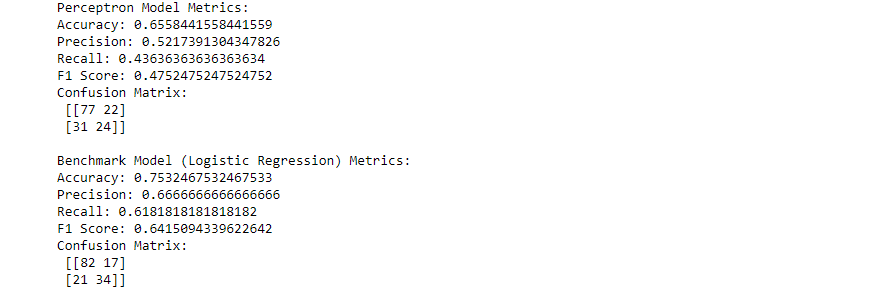 Perceptron Model Metrics:
Accuracy: 0.6558441558441559
Precision: 0.5217391304347826
Recall: 0.43636363636363634
F1 Score: 0.4752475247524752
Confusion Matrix:
[[77 22]
[31 24]]
Benchmark Model (Logistic Regression) Metrics:
Accuracy: 0.7532467532467533
Precision: 0.6666666666666666
Recall: 0.6181818181818182
F1 Score: 0.6415094339622642
Confusion Matrix:
[[82 17]
[21 34]]